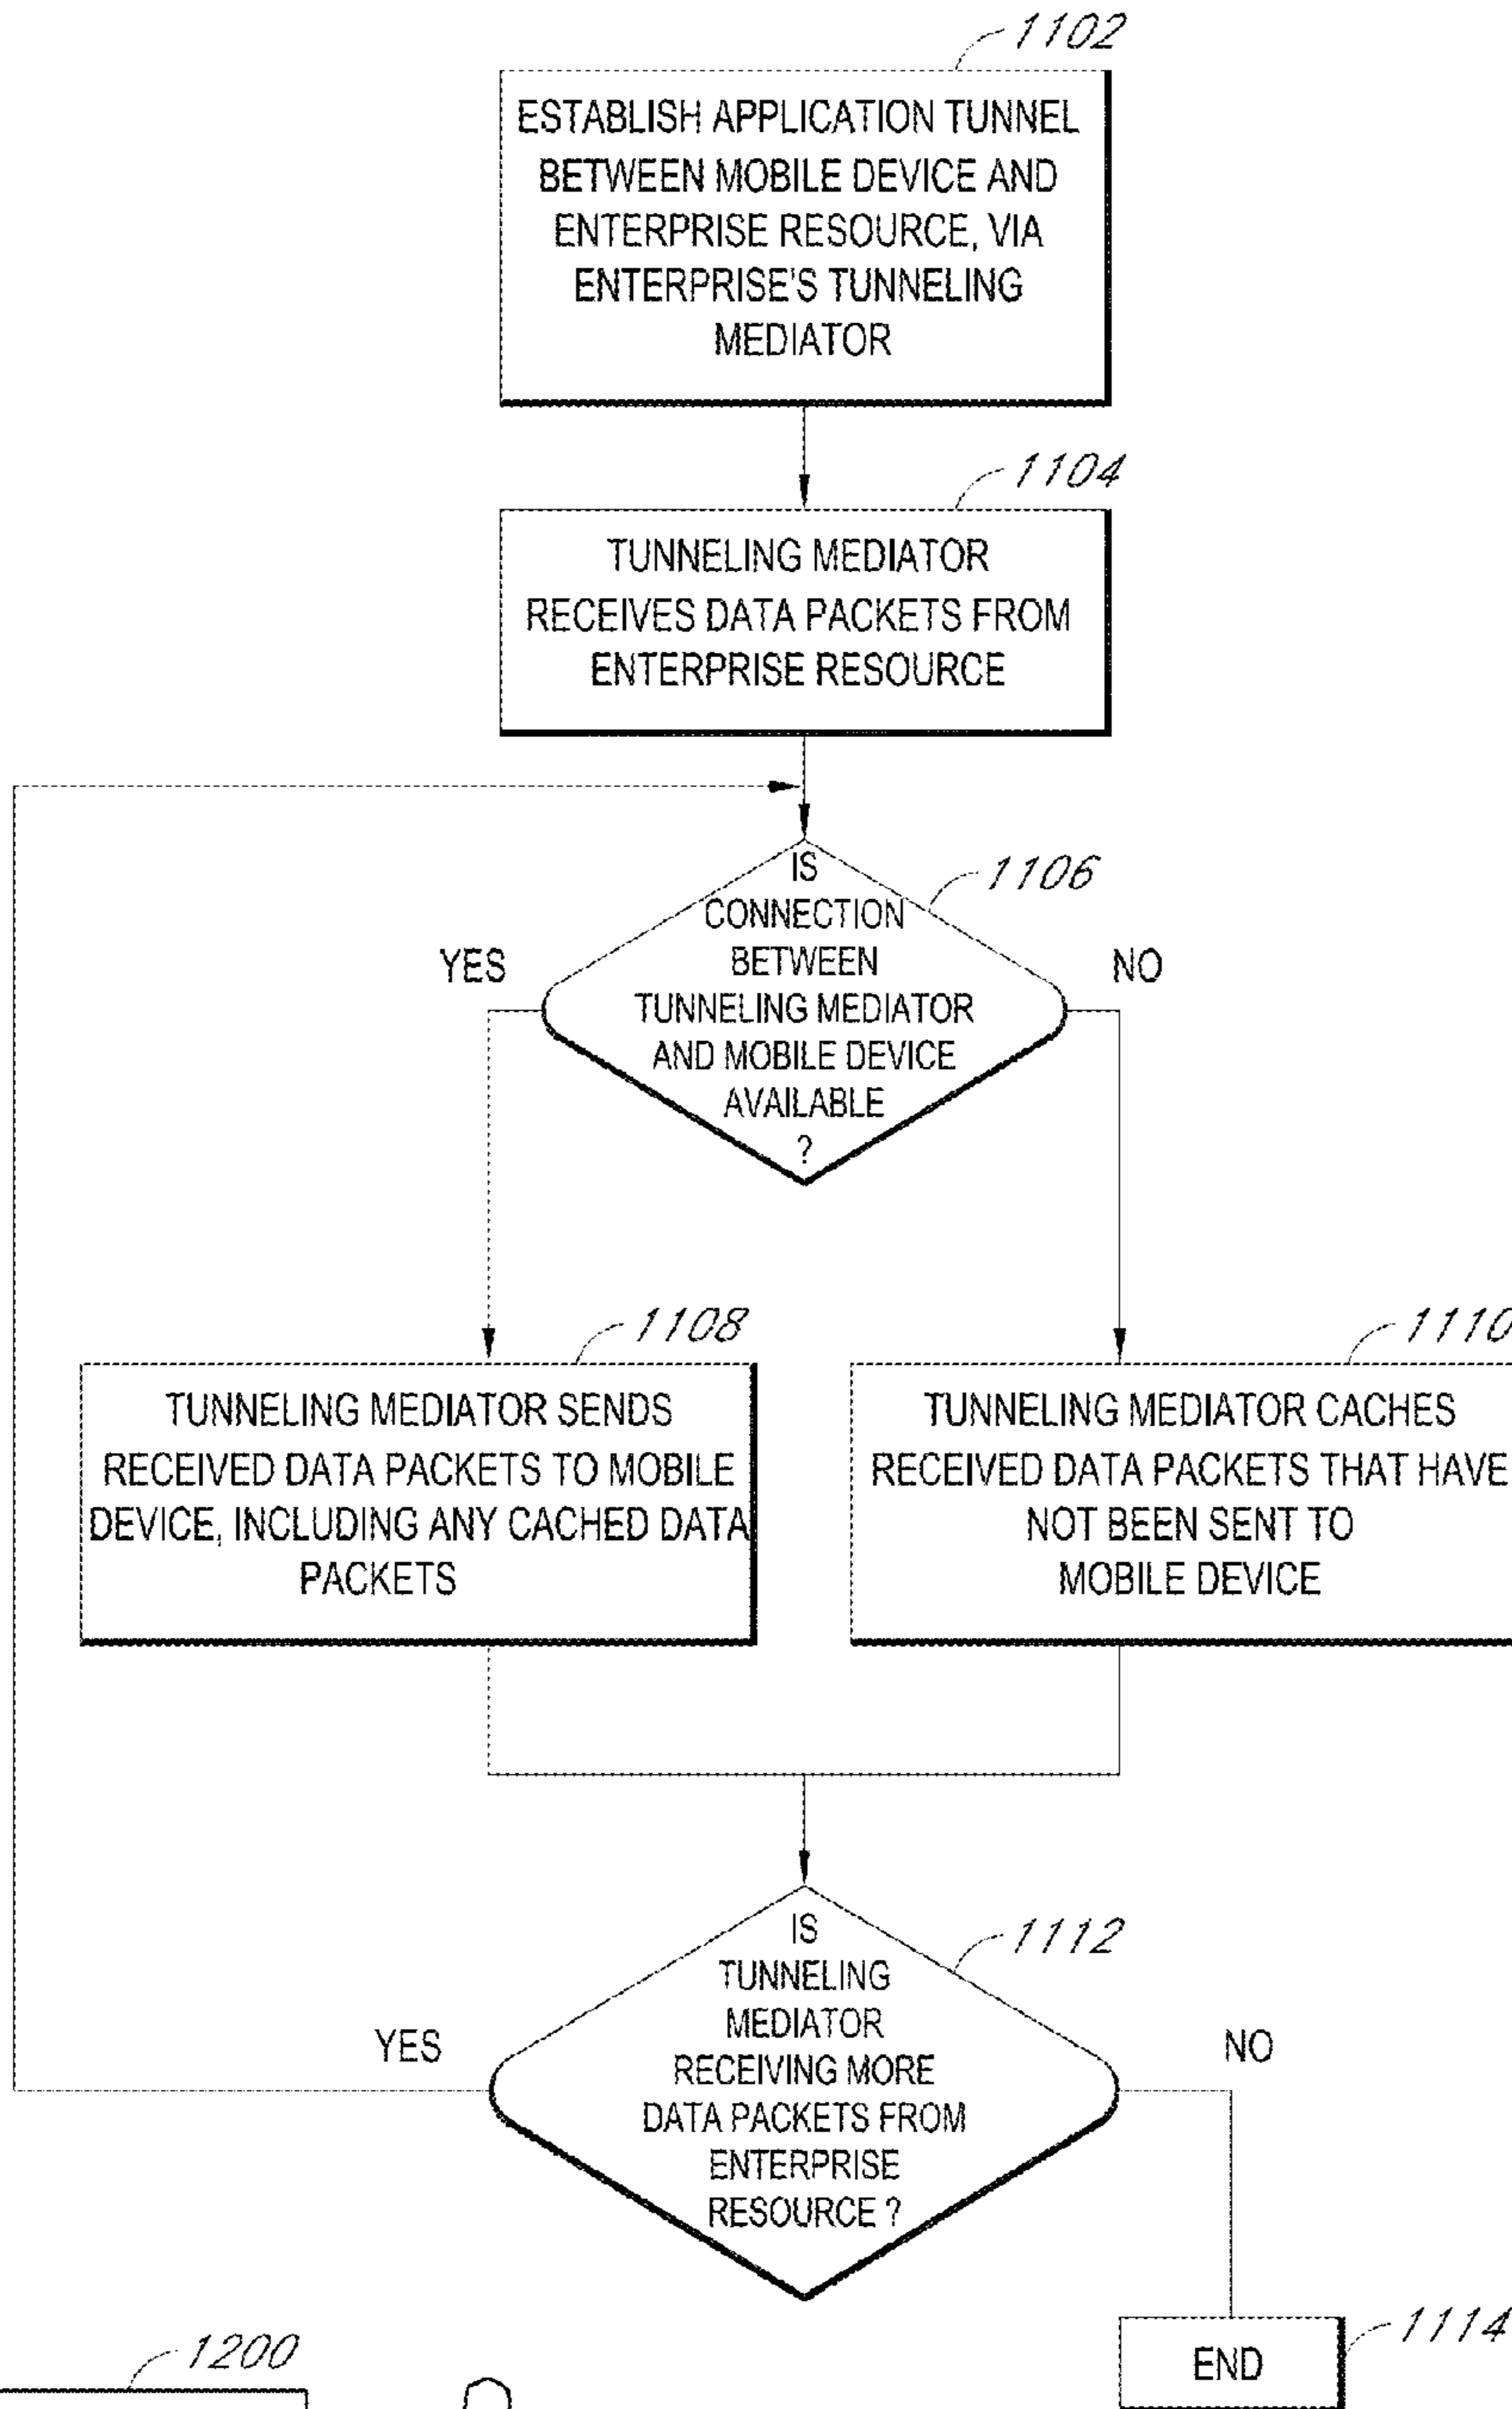 1102
ESTABLISH APPLICATION TUNNEL
BETWEEN MOBILE DEVICE AND
ENTERPRISE RESOURCE, VIA
ENTERPRISE'S TUNNELING
MEDIATOR
1104
TUNNELING MEDIATOR
RECEIVES DATA PACKETS FROM
ENTERPRISE RESOURCE
1106
IS
CONNECTION
BETWEEN
TUNNELING MEDIATOR
AND MOBILE DEVICE
AVAILABLE
?
YES
NO
1108
TUNNELING MEDIATOR SENDS
RECEIVED DATA PACKETS TO MOBILE
DEVICE, INCLUDING ANY CACHED DATA
PACKETS
1110
TUNNELING MEDIATOR CACHES
RECEIVED DATA PACKETS THAT HAVE
NOT BEEN SENT TO
MOBILE DEVICE
1112
IS
TUNNELING
MEDIATOR
RECEIVING MORE
DATA PACKETS FROM
ENTERPRISE
RESOURCE ?
YES
NO
1114
END
1200